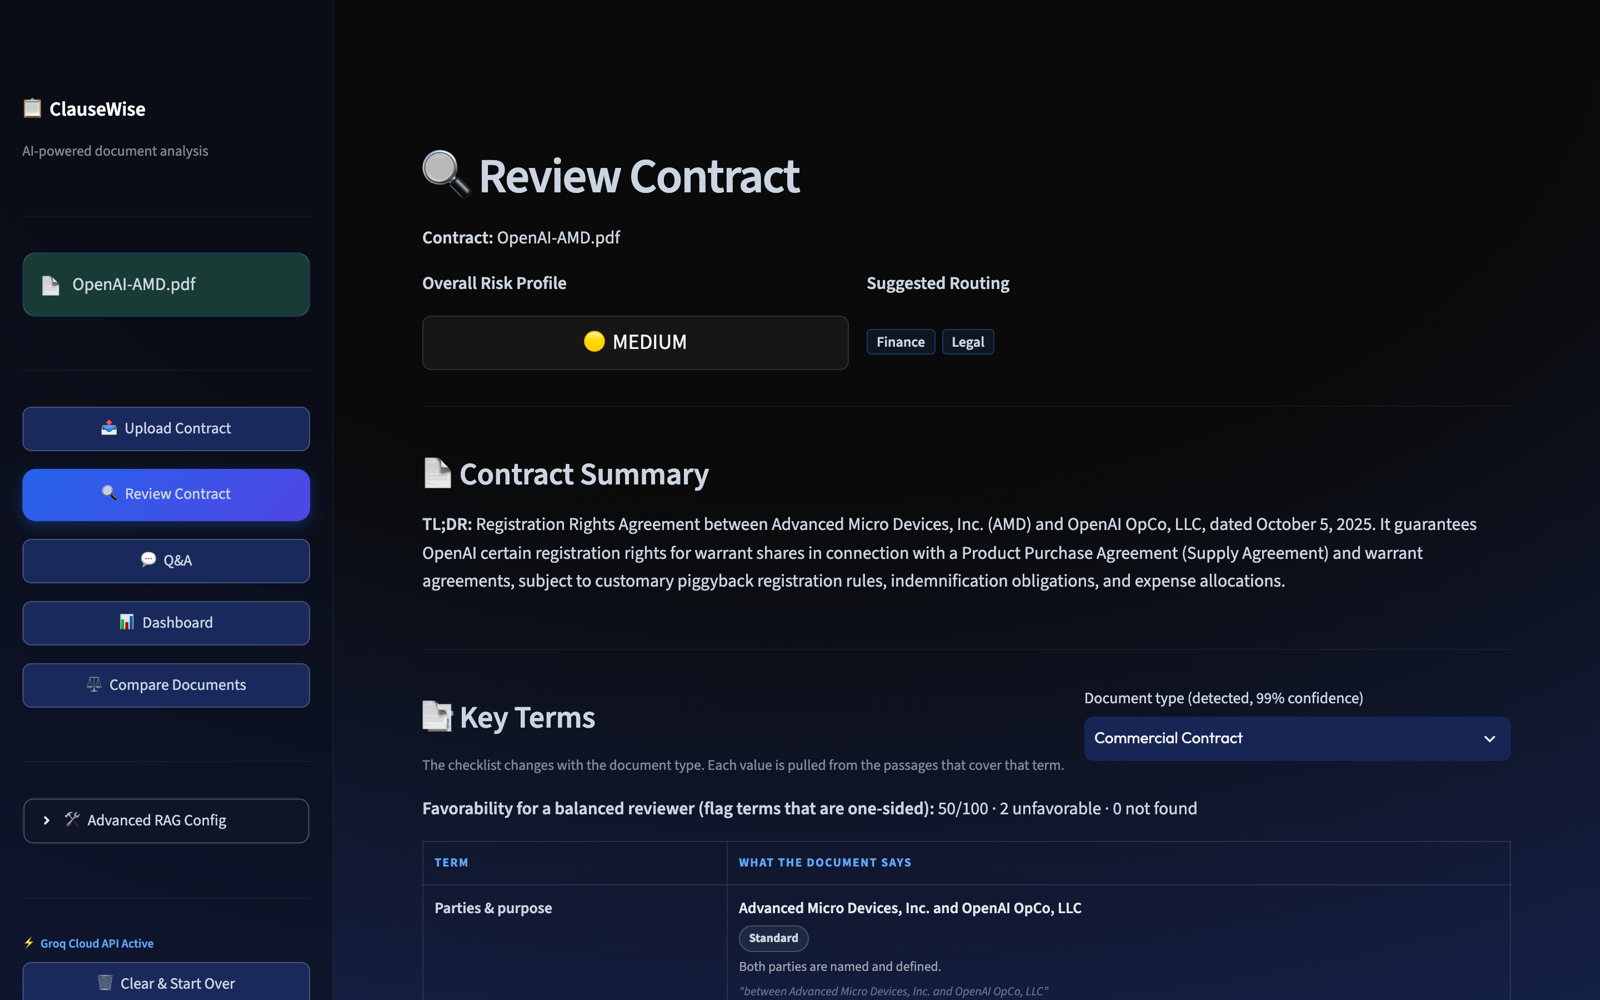 ClauseWise
AI-powered document analysis
OpenAI-AMD.pdf
Upload Contract
Review Contract
Q&A
Dashboard
Compare Documents
Advanced RAG Config
Groq Cloud API Active
Clear & Start Over
Review Contract
Contract: OpenAI-AMD.pdf
Overall Risk Profile
Suggested Routing
MEDIUM
Finance
Legal
Contract Summary
TL;DR: Registration Rights Agreement between Advanced Micro Devices, Inc. (AMD) and OpenAI OpCo, LLC, dated October 5, 2025. It guarantees
OpenAI certain registration rights for warrant shares in connection with a Product Purchase Agreement (Supply Agreement) and warrant
agreements, subject to customary piggyback registration rules, indemnification obligations, and expense allocations.
Key Terms
Document type (detected, 99% confidence)
Commercial Contract
The checklist changes with the document type. Each value is pulled from the passages that cover that term.
Favorability for a balanced reviewer (flag terms that are one-sided): 50/100 · 2 unfavorable · 0 not found
TERM
WHAT THE DOCUMENT SAYS
Parties & purpose
Advanced Micro Devices, Inc. and OpenAI OpCo, LLC
Standard
Both parties are named and defined.
"between Advanced Micro Devices, Inc. and OpenAI OpCo, LLC"